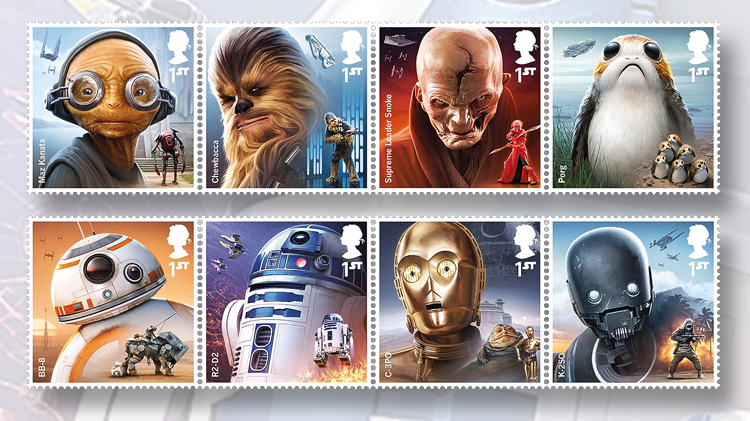 1ST
Maz Kanata
1ST
Chewbacca
1ST
Supreme Leader Snoke
1ST
Porg
1ST
BB-8
1ST
R2-D2
1ST
C-3PO
1ST
K-2SO